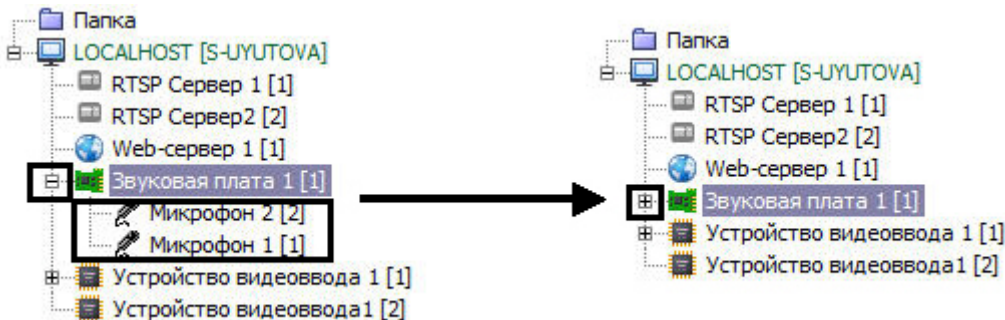 Папка
LOCALHOST [S-UYUTOVA]
RTSP Сервер 1 [1]
RTSP Сервер2 [2]
Web-сервер 1 [1]
Звуковая плата 1 [1]
Микрофон 2 [2]
Микрофон 1 [1]
Устройство видеоввода 1 [1]
Устройство видеоввода1 [2]
Папка
LOCALHOST [S-UYUTOVA]
RTSP Сервер 1 [1]
RTSP Сервер2 [2]
Web-сервер 1 [1]
Звуковая плата 1 [1]
Устройство видеоввода 1 [1]
Устройство видеоввода1 [2]